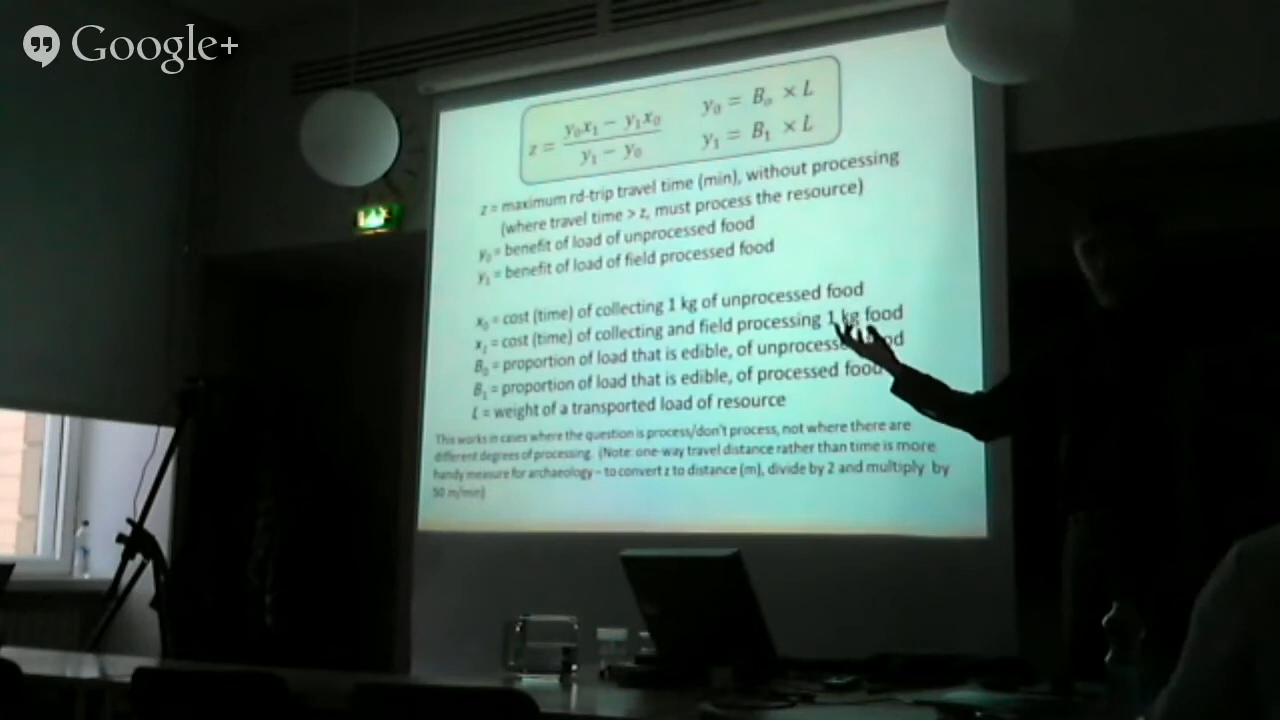 Google+
z = (y₀x₁ − y₁x₀) / (y₁ − y₀)
y₀ = Bₒ × L
y₁ = B₁ × L
z = maximum rd-trip travel time (min), without processing
(where travel time > z, must process the resource)
y₀ = benefit of load of unprocessed food
y₁ = benefit of load of field processed food
x₀ = cost (time) of collecting 1 kg of unprocessed food
x₁ = cost (time) of collecting and field processing 1 kg food
B₀ = proportion of load that is edible, of unprocessed food
B₁ = proportion of load that is edible, of processed food
L = weight of a transported load of resource
This works in cases where the question is process/don't process, not where there are
different degrees of processing. (Note: one-way travel distance rather than time is more
handy measure for archaeology – to convert z to distance (m), divide by 2 and multiply by
50 m/min)